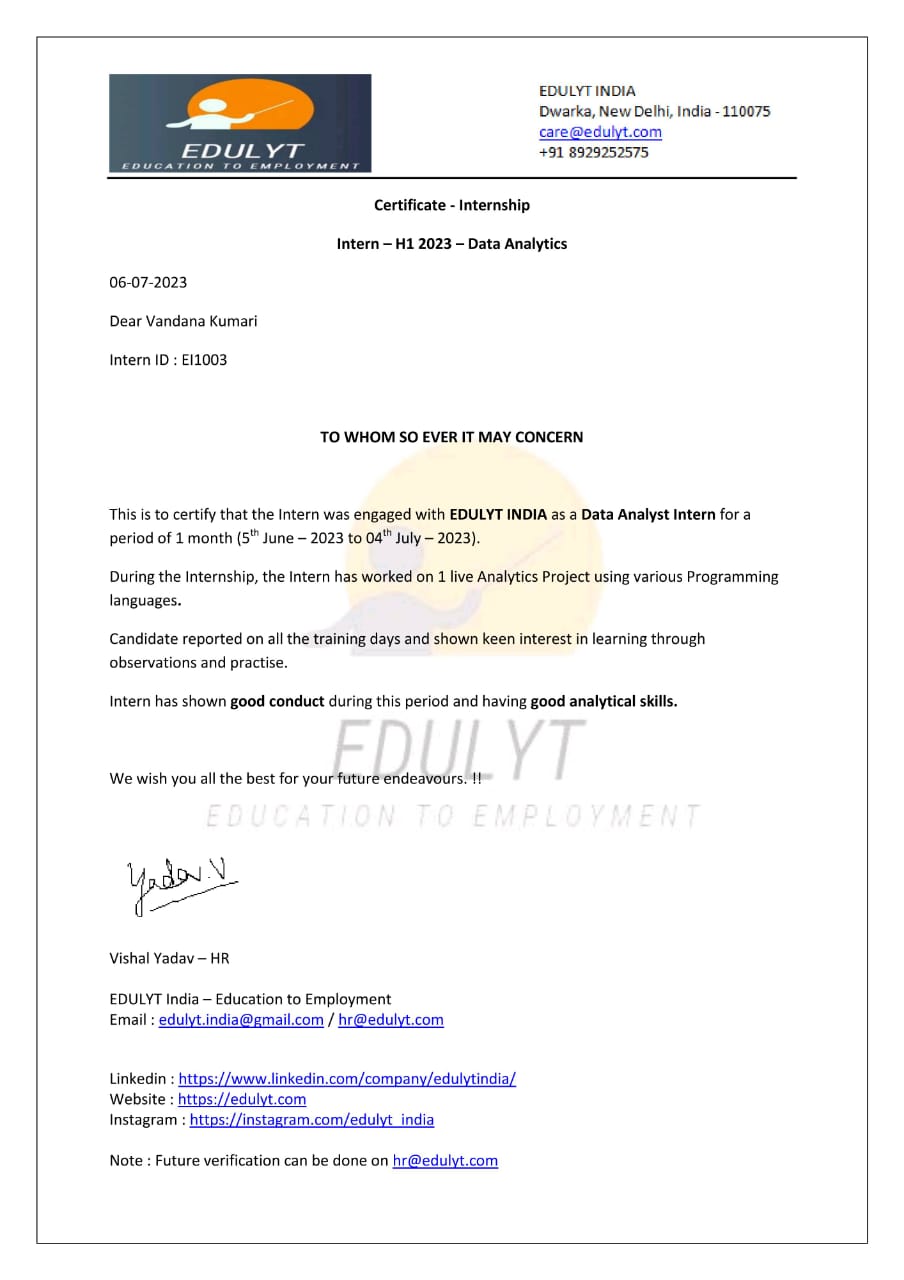 EDULYT
EDUCATION TO EMPLOYMENT
EDULYT INDIA
Dwarka, New Delhi, India - 110075
care@edulyt.com
+91 8929252575
Certificate - Internship
Intern – H1 2023 – Data Analytics
06-07-2023
Dear Vandana Kumari
Intern ID : EI1003
TO WHOM SO EVER IT MAY CONCERN
This is to certify that the Intern was engaged with EDULYT INDIA as a Data Analyst Intern for a
period of 1 month (5th June – 2023 to 04th July – 2023).
During the Internship, the Intern has worked on 1 live Analytics Project using various Programming
languages.
Candidate reported on all the training days and shown keen interest in learning through
observations and practise.
Intern has shown good conduct during this period and having good analytical skills.
EDULYT
We wish you all the best for your future endeavours. !!
EDUCATION TO EMPLOYMENT
Yadav.V
Vishal Yadav – HR
EDULYT India – Education to Employment
Email : edulyt.india@gmail.com / hr@edulyt.com
Linkedin : https://www.linkedin.com/company/edulytindia/
Website : https://edulyt.com
Instagram : https://instagram.com/edulyt_india
Note : Future verification can be done on hr@edulyt.com